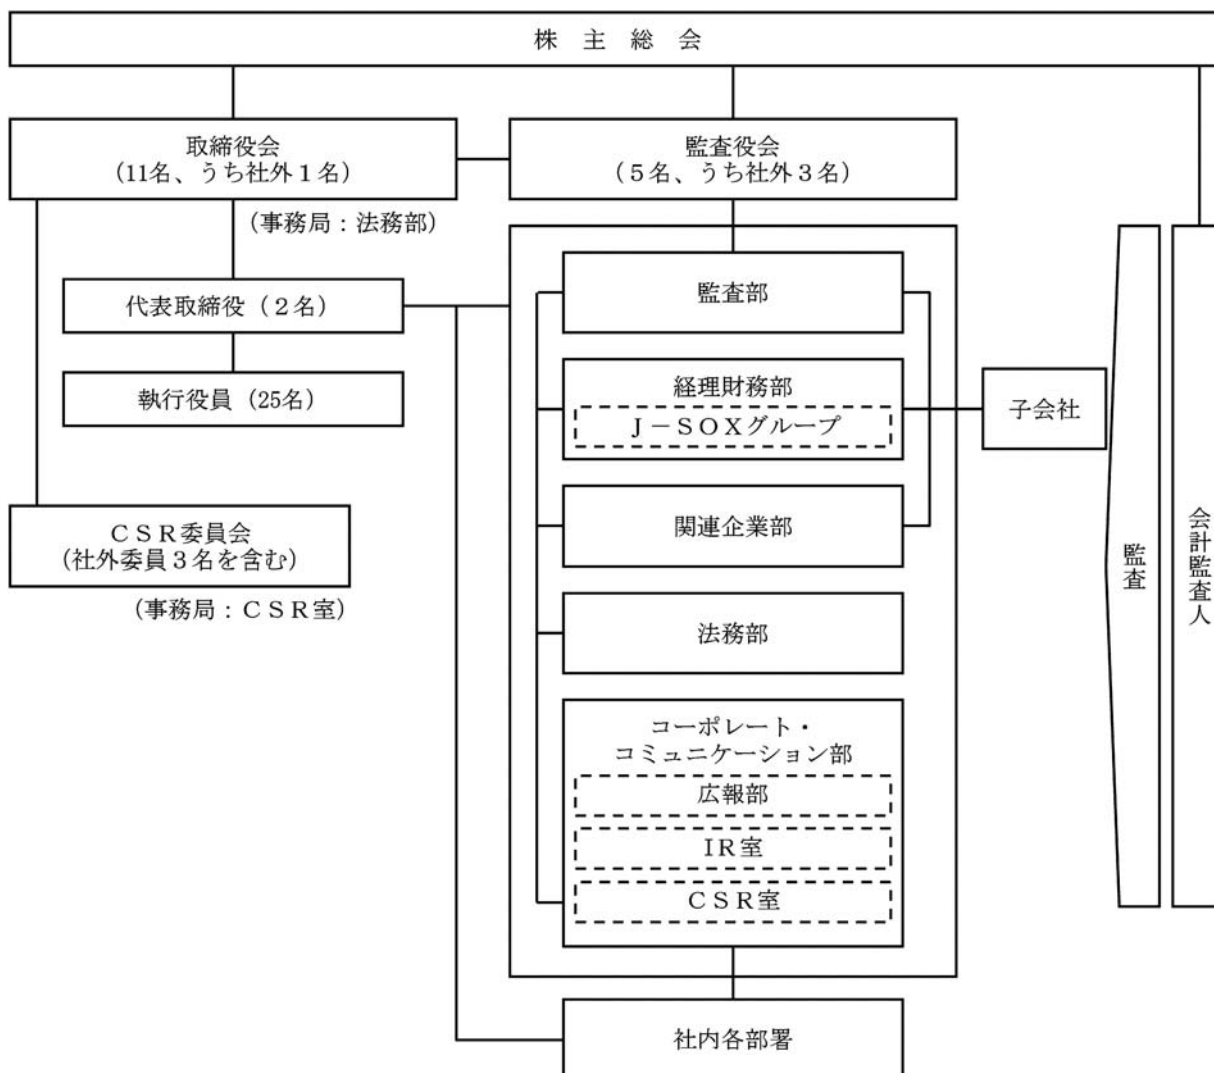 株 主 総 会
取締役会
(11名、うち社外1名)
監査役会
(5名、うち社外3名)
(事務局：法務部)
代表取締役 (2名)
執行役員 (25名)
CSR委員会
(社外委員3名を含む)
(事務局：CSR室)
監査部
経理財務部
J－SOXグループ
関連企業部
法務部
コーポレート・
コミュニケーション部
広報部
IR室
CSR室
社内各部署
子会社
監査
会計監査人